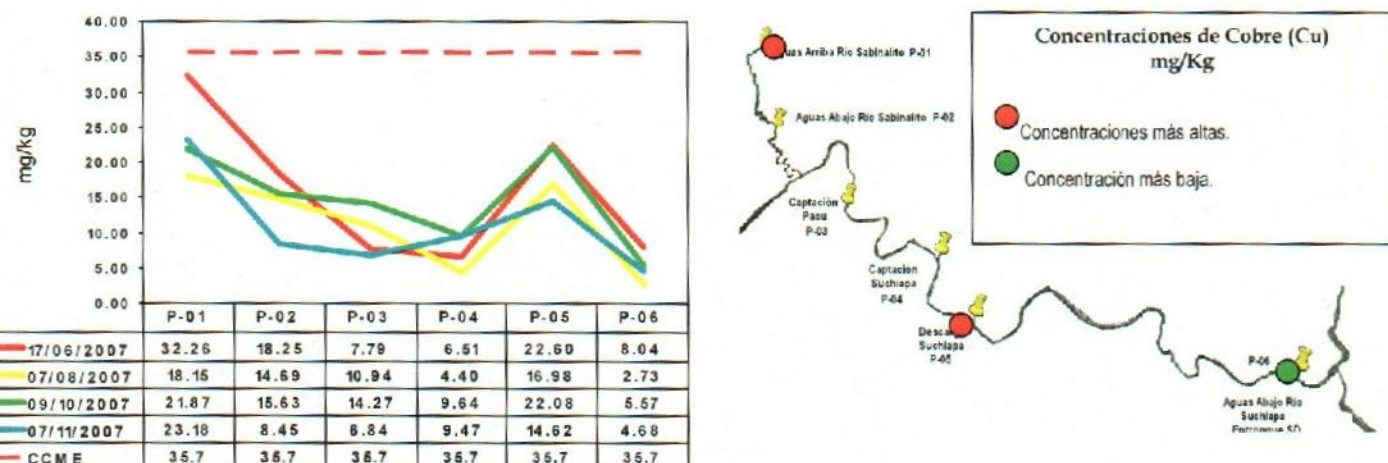 40.00
35.00
30.00
25.00
20.00
15.00
10.00
5.00
0.00
mg/kg
P-01 P-02 P-03 P-04 P-05 P-06
17/06/2007 32.26 18.25 7.79 6.51 22.60 8.04
07/08/2007 18.15 14.69 10.94 4.40 16.98 2.73
09/10/2007 21.87 15.63 14.27 9.64 22.08 5.57
07/11/2007 23.18 8.45 6.84 9.47 14.62 4.68
CCME 35.7 35.7 35.7 35.7 35.7 35.7
uas Arriba Rio Sabinalito P-01
Aguas Abajo Rio Sabinalito P-02
Captación
Pasu
P-03
Captacion
Suchiapa
P-04
Desca
Suchiapa
P-05
P-06
Aguas Abajo Rio
Suchiapa
Entronque SD
Concentraciones de Cobre (Cu)
mg/Kg
Concentraciones más altas.
Concentración más baja.